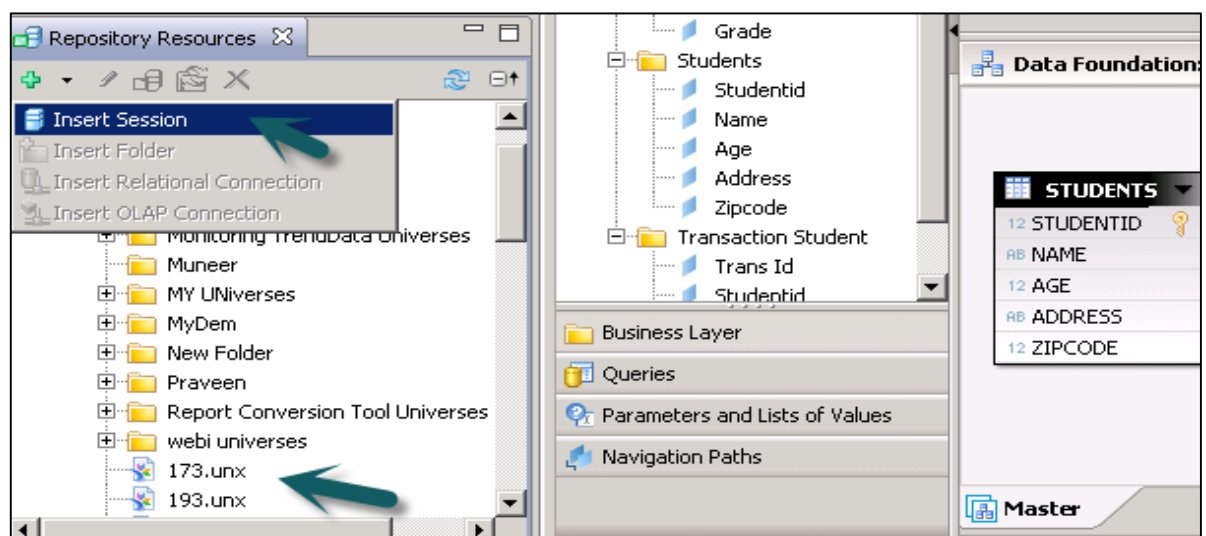 Repository Resources
Insert Session
Insert Folder
Insert Relational Connection
Insert OLAP Connection
Monitoring TrendData Universes
Muneer
MY UNiverses
MyDem
New Folder
Praveen
Report Conversion Tool Universes
webi universes
173.unx
193.unx
Grade
Students
Studentid
Name
Age
Address
Zipcode
Transaction Student
Trans Id
Studentid
Business Layer
Queries
Parameters and Lists of Values
Navigation Paths
Data Foundation:
STUDENTS
12 STUDENTID
AB NAME
12 AGE
AB ADDRESS
12 ZIPCODE
Master